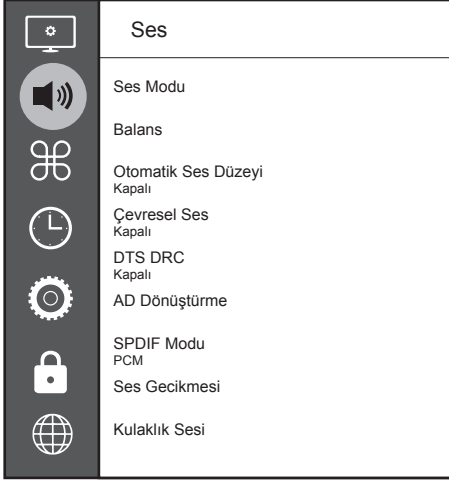 Ses
Ses Modu
Balans
Otomatik Ses Düzeyi
Kapalı
Çevresel Ses
Kapalı
DTS DRC
Kapalı
AD Dönüştürme
SPDIF Modu
PCM
Ses Gecikmesi
Kulaklık Sesi